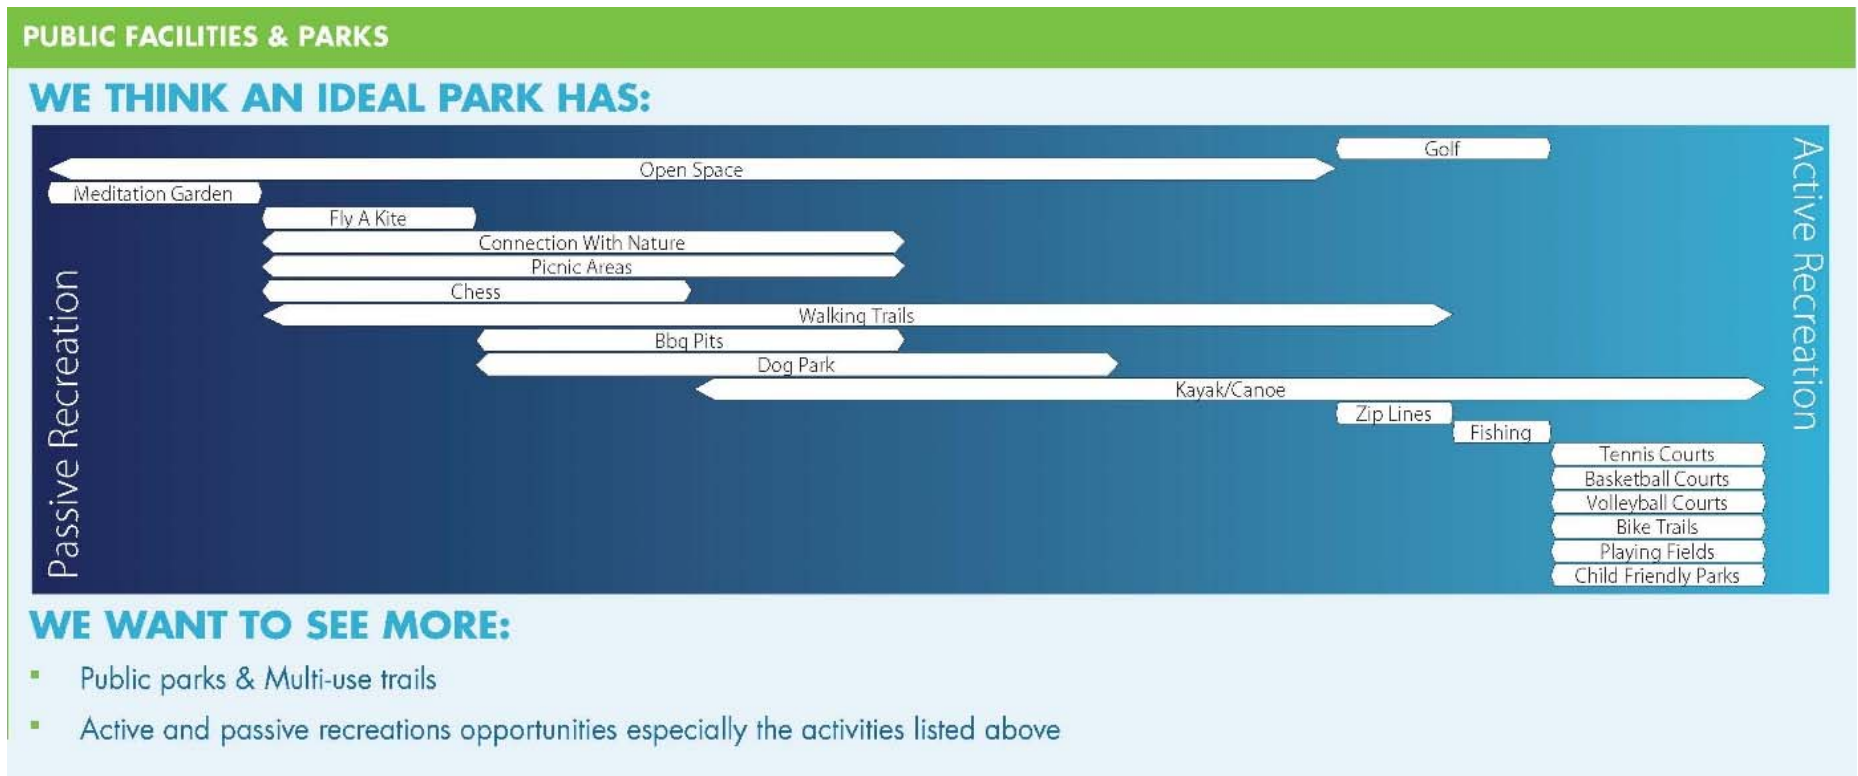 PUBLIC FACILITIES & PARKS
WE THINK AN IDEAL PARK HAS:
Golf
Open Space
Meditation Garden
Fly A Kite
Connection With Nature
Picnic Areas
Chess
Walking Trails
Bbq Pits
Dog Park
Kayak/Canoe
Zip Lines
Fishing
Tennis Courts
Basketball Courts
Volleyball Courts
Bike Trails
Playing Fields
Child Friendly Parks
Passive Recreation
Active Recreation
WE WANT TO SEE MORE:
Public parks & Multi-use trails
Active and passive recreations opportunities especially the activities listed above